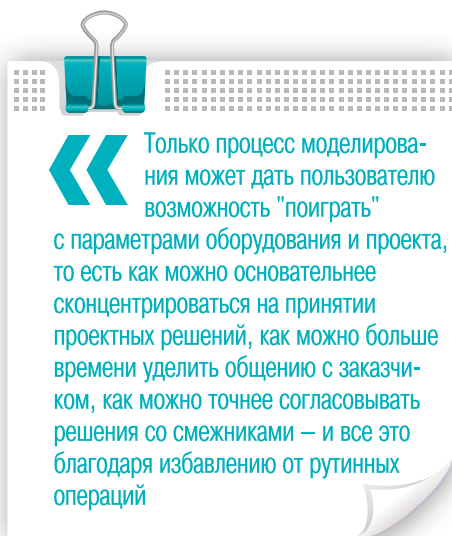 « Только процесс моделирова-
ния может дать пользователю
возможность "поиграть"
с параметрами оборудования и проекта,
то есть как можно основательнее
сконцентрироваться на принятии
проектных решений, как можно больше
времени уделить общению с заказчи-
ком, как можно точнее согласовывать
решения со смежниками – и все это
благодаря избавлению от рутинных
операций